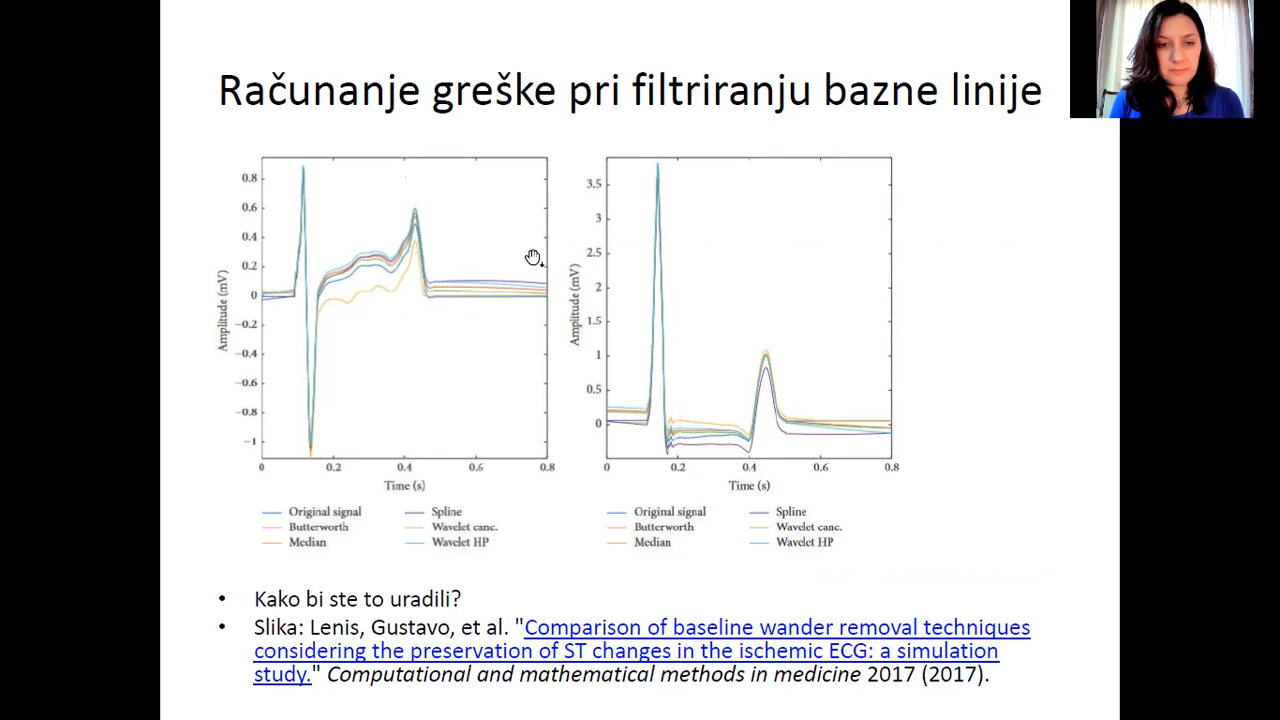 Računanje greške pri filtriranju bazne linije
0.8
0.6
0.4
0.2
0
−0.2
−0.4
−0.6
−0.8
−1
Amplitude (mV)
0 0.2 0.4 0.6 0.8
Time (s)
Original signal
Butterworth
Median
Spline
Wavelet canc.
Wavelet HP
3.5
3
2.5
2
1.5
1
0.5
0
Amplitude (mV)
0 0.2 0.4 0.6 0.8
Time (s)
Original signal
Butterworth
Median
Spline
Wavelet canc.
Wavelet HP
• Kako bi ste to uradili?
• Slika: Lenis, Gustavo, et al. "Comparison of baseline wander removal techniques
considering the preservation of ST changes in the ischemic ECG: a simulation
study." Computational and mathematical methods in medicine 2017 (2017).